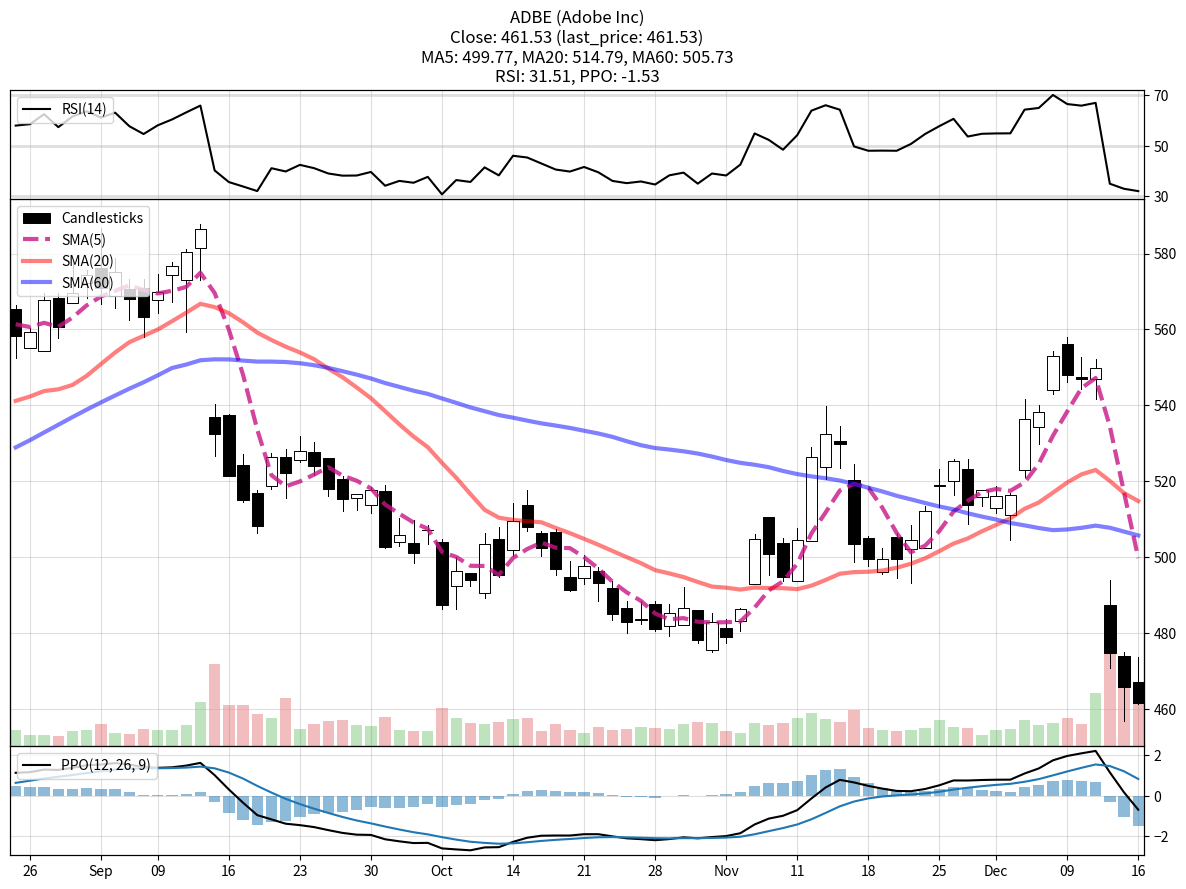 ADBE (Adobe Inc)
Close: 461.53 (last_price: 461.53)
MA5: 499.77, MA20: 514.79, MA60: 505.73
RSI: 31.51, PPO: -1.53
RSI(14)
70
50
30
Candlesticks
SMA(5)
SMA(20)
SMA(60)
580
560
540
520
500
480
460
PPO(12, 26, 9)
2
0
−2
26 Sep 09 16 23 30 Oct 14 21 28 Nov 11 18 25 Dec 09 16